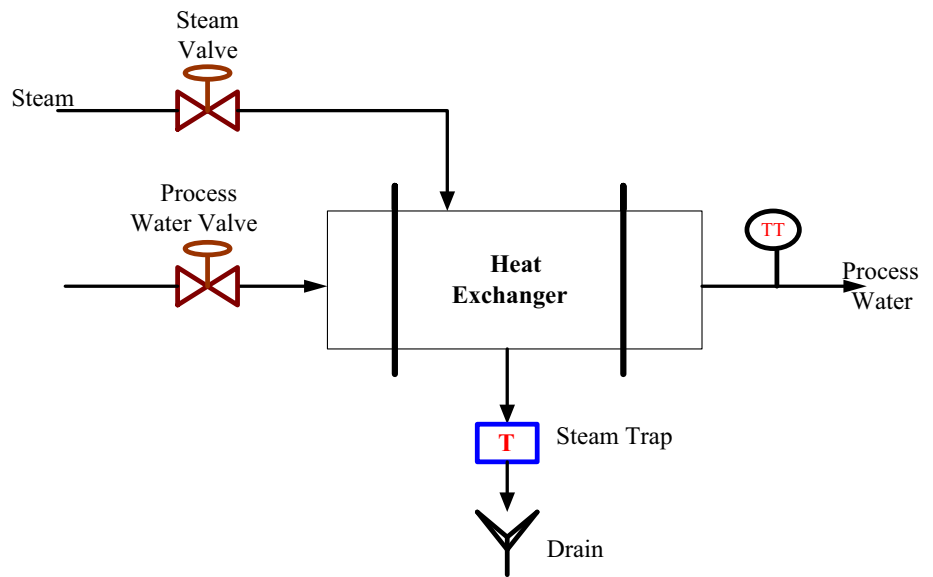 Steam
Valve
Steam
Process
Water Valve
TT
Heat
Exchanger
Process
Water
T
Steam Trap
Drain